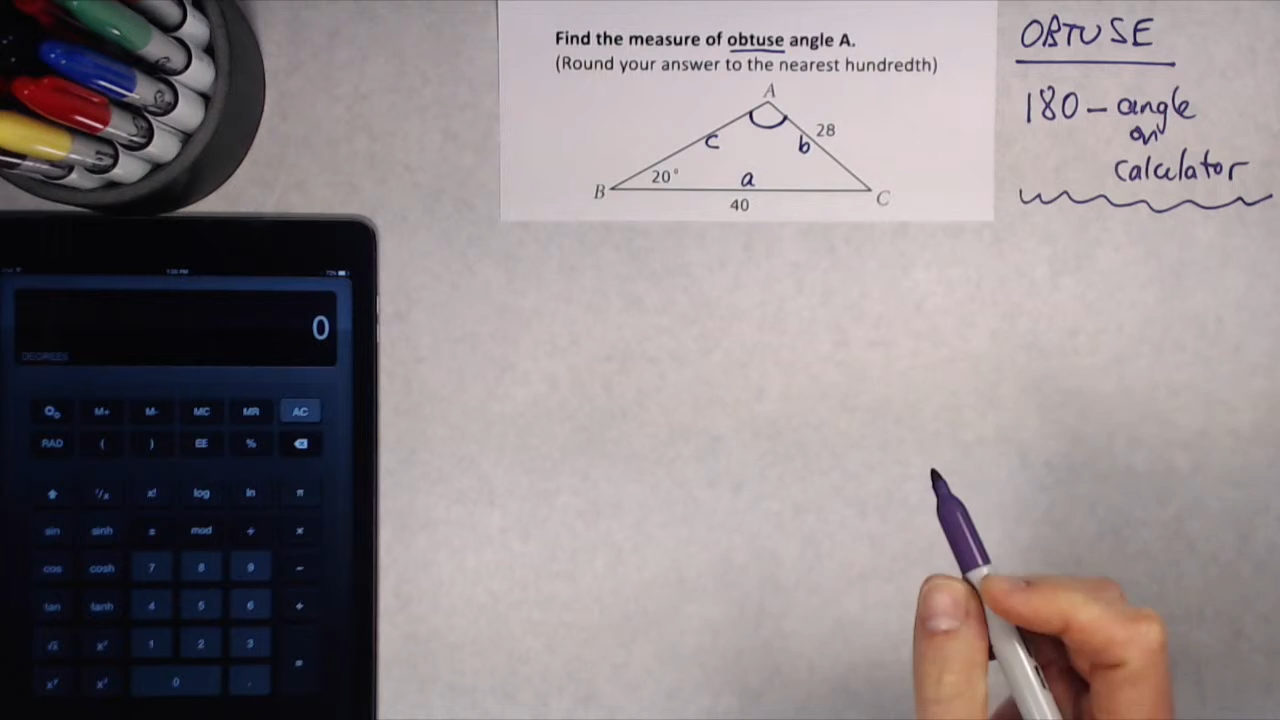 Find the measure of obtuse angle A.
(Round your answer to the nearest hundredth)
A
c
b
28
B
20°
a
C
40
OBTUSE
180 – angle
on
calculator
0
DEGREES
M+ M- MC MR AC
RAD ( ) EE %
x! log ln π
sin sinh mod ÷ ×
cos cosh 7 8 9 −
tan tanh 4 5 6 +
1 2 3 =
0 .